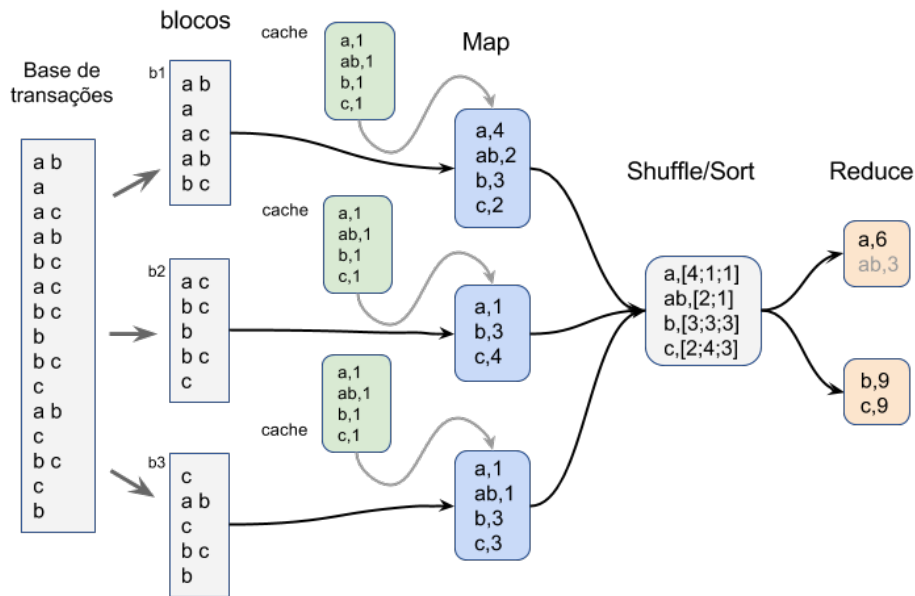 Base de
transações
a b
a
a c
a b
b c
a c
b c
b
b c
c
a b
c
b c
c
b
blocos
b1
a b
a
a c
a b
b c
b2
a c
b c
b
b c
c
b3
c
a b
c
b c
b
cache
a,1
ab,1
b,1
c,1
cache
a,1
ab,1
b,1
c,1
cache
a,1
ab,1
b,1
c,1
Map
a,4
ab,2
b,3
c,2
a,1
b,3
c,4
a,1
ab,1
b,3
c,3
Shuffle/Sort
a,[4;1;1]
ab,[2;1]
b,[3;3;3]
c,[2;4;3]
Reduce
a,6
ab,3
b,9
c,9